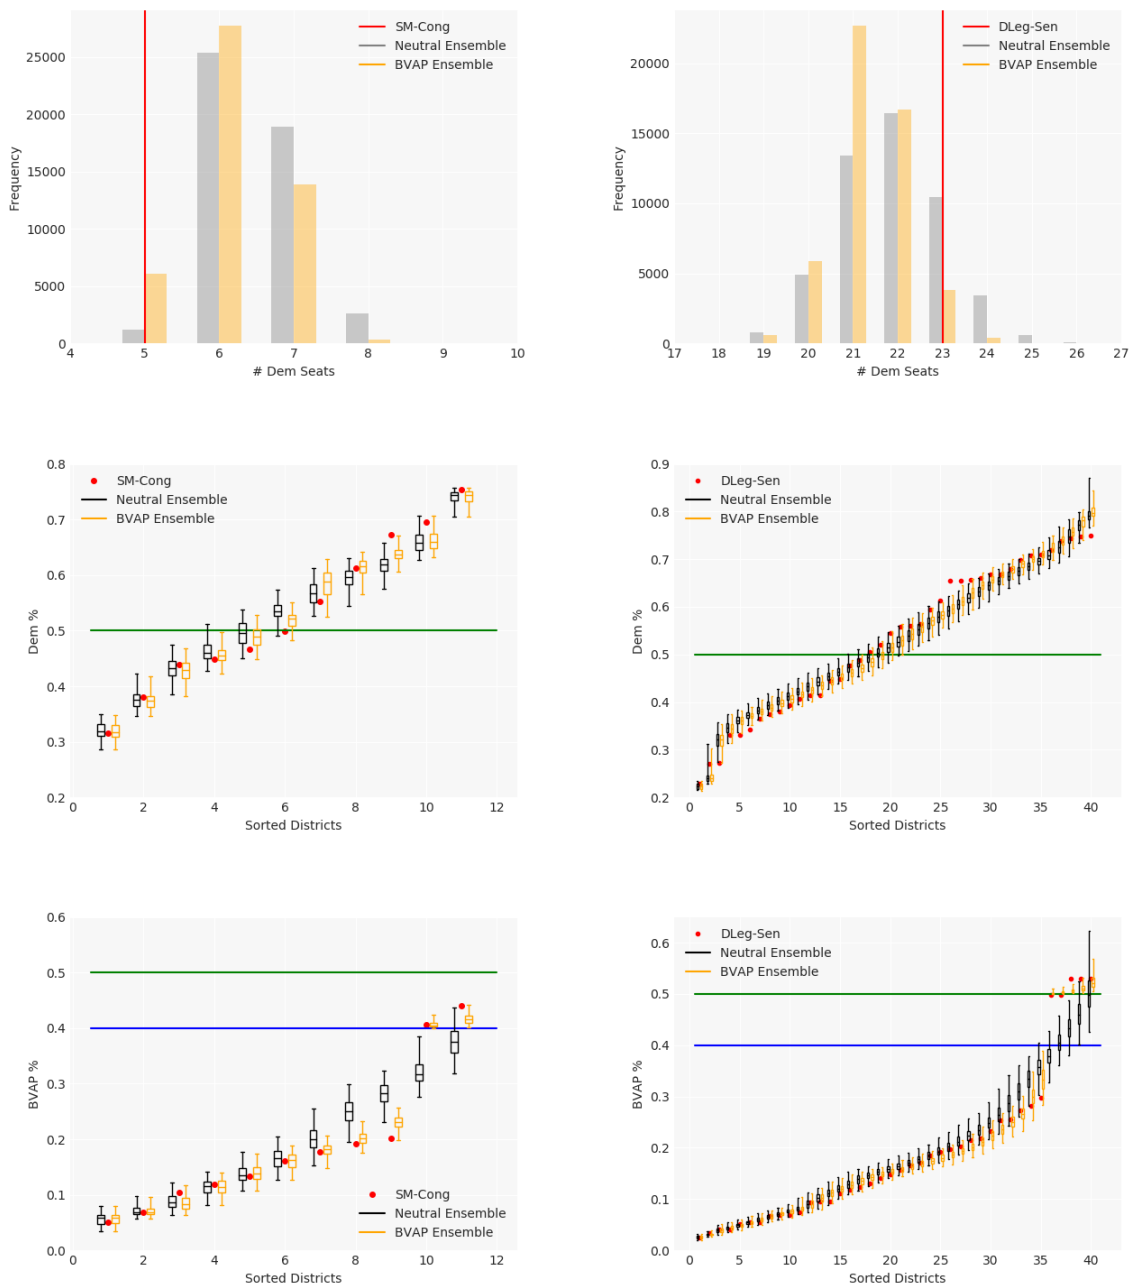 SM-Cong
Neutral Ensemble
BVAP Ensemble
25000
20000
15000
10000
5000
0
Frequency
4 5 6 7 8 9 10
# Dem Seats
DLeg-Sen
Neutral Ensemble
BVAP Ensemble
20000
15000
10000
5000
0
Frequency
17 18 19 20 21 22 23 24 25 26 27
# Dem Seats
0.8
0.7
0.6
0.5
0.4
0.3
0.2
Dem %
SM-Cong
Neutral Ensemble
BVAP Ensemble
0 2 4 6 8 10 12
Sorted Districts
0.9
0.8
0.7
0.6
0.5
0.4
0.3
0.2
Dem %
DLeg-Sen
Neutral Ensemble
BVAP Ensemble
0 5 10 15 20 25 30 35 40
Sorted Districts
0.6
0.5
0.4
0.3
0.2
0.1
0.0
BVAP %
SM-Cong
Neutral Ensemble
BVAP Ensemble
0 2 4 6 8 10 12
Sorted Districts
0.6
0.5
0.4
0.3
0.2
0.1
0.0
BVAP %
DLeg-Sen
Neutral Ensemble
BVAP Ensemble
0 5 10 15 20 25 30 35 40
Sorted Districts